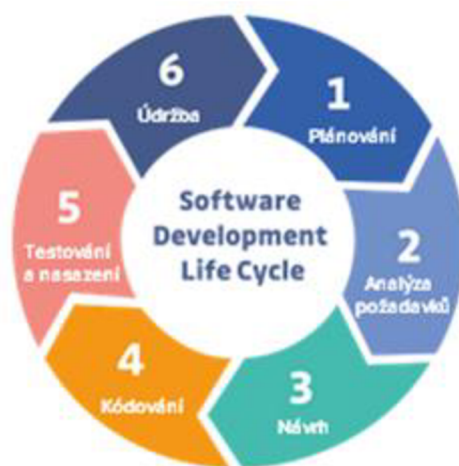 Software
Development
Life Cycle
1
Plánování
2
Analýza
požadavků
3
Návrh
4
Kódování
5
Testování
a nasazení
6
Údržba